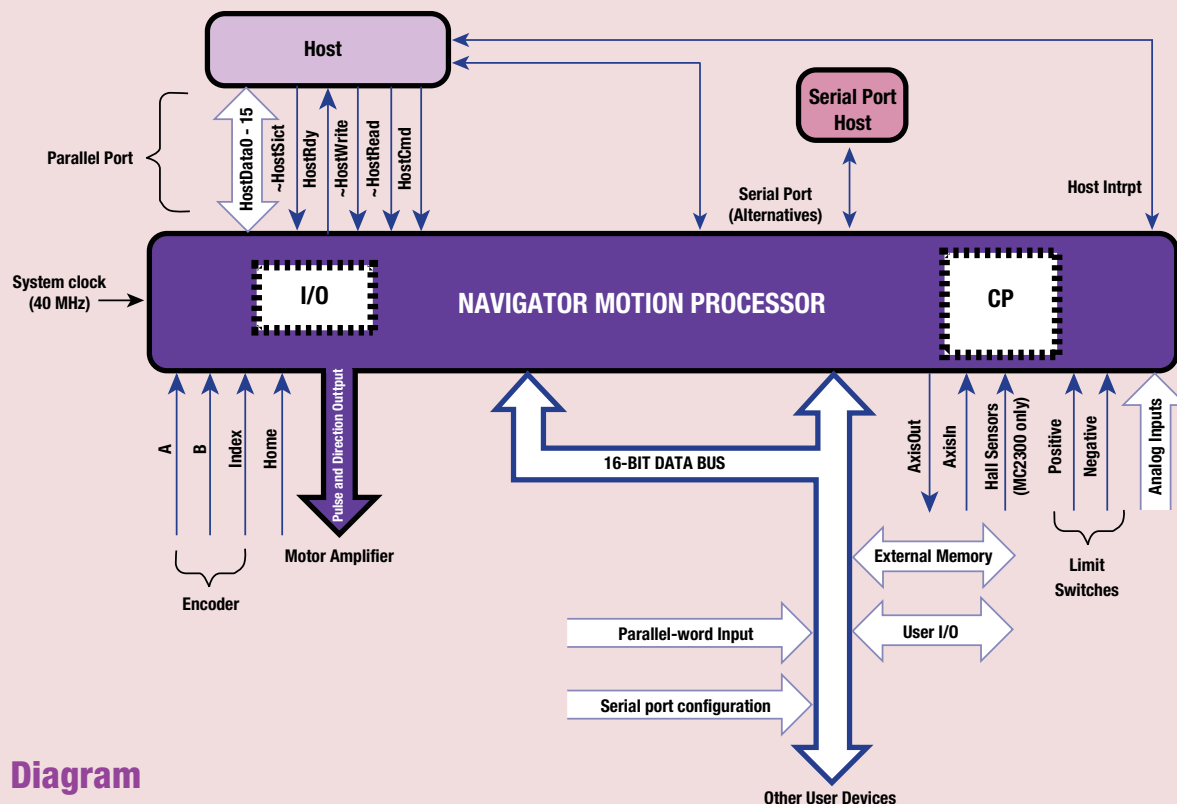 Host
Serial Port
Host
Parallel Port
HostData0 - 15
~HostSlct
HostRdy
~HostWrite
~HostRead
HostCmd
Serial Port
(Alternatives)
Host Intrpt
System clock
(40 MHz)
I/O
NAVIGATOR MOTION PROCESSOR
CP
A
B
Index
Home
Pulse and Direction Outtput
16-BIT DATA BUS
AxisOut
AxisIn
Hall Sensors
(MC2300 only)
Positive
Negative
Analog Inputs
Motor Amplifier
Encoder
External Memory
Limit
Switches
Parallel-word Input
User I/O
Serial port configuration
Diagram
Other User Devices